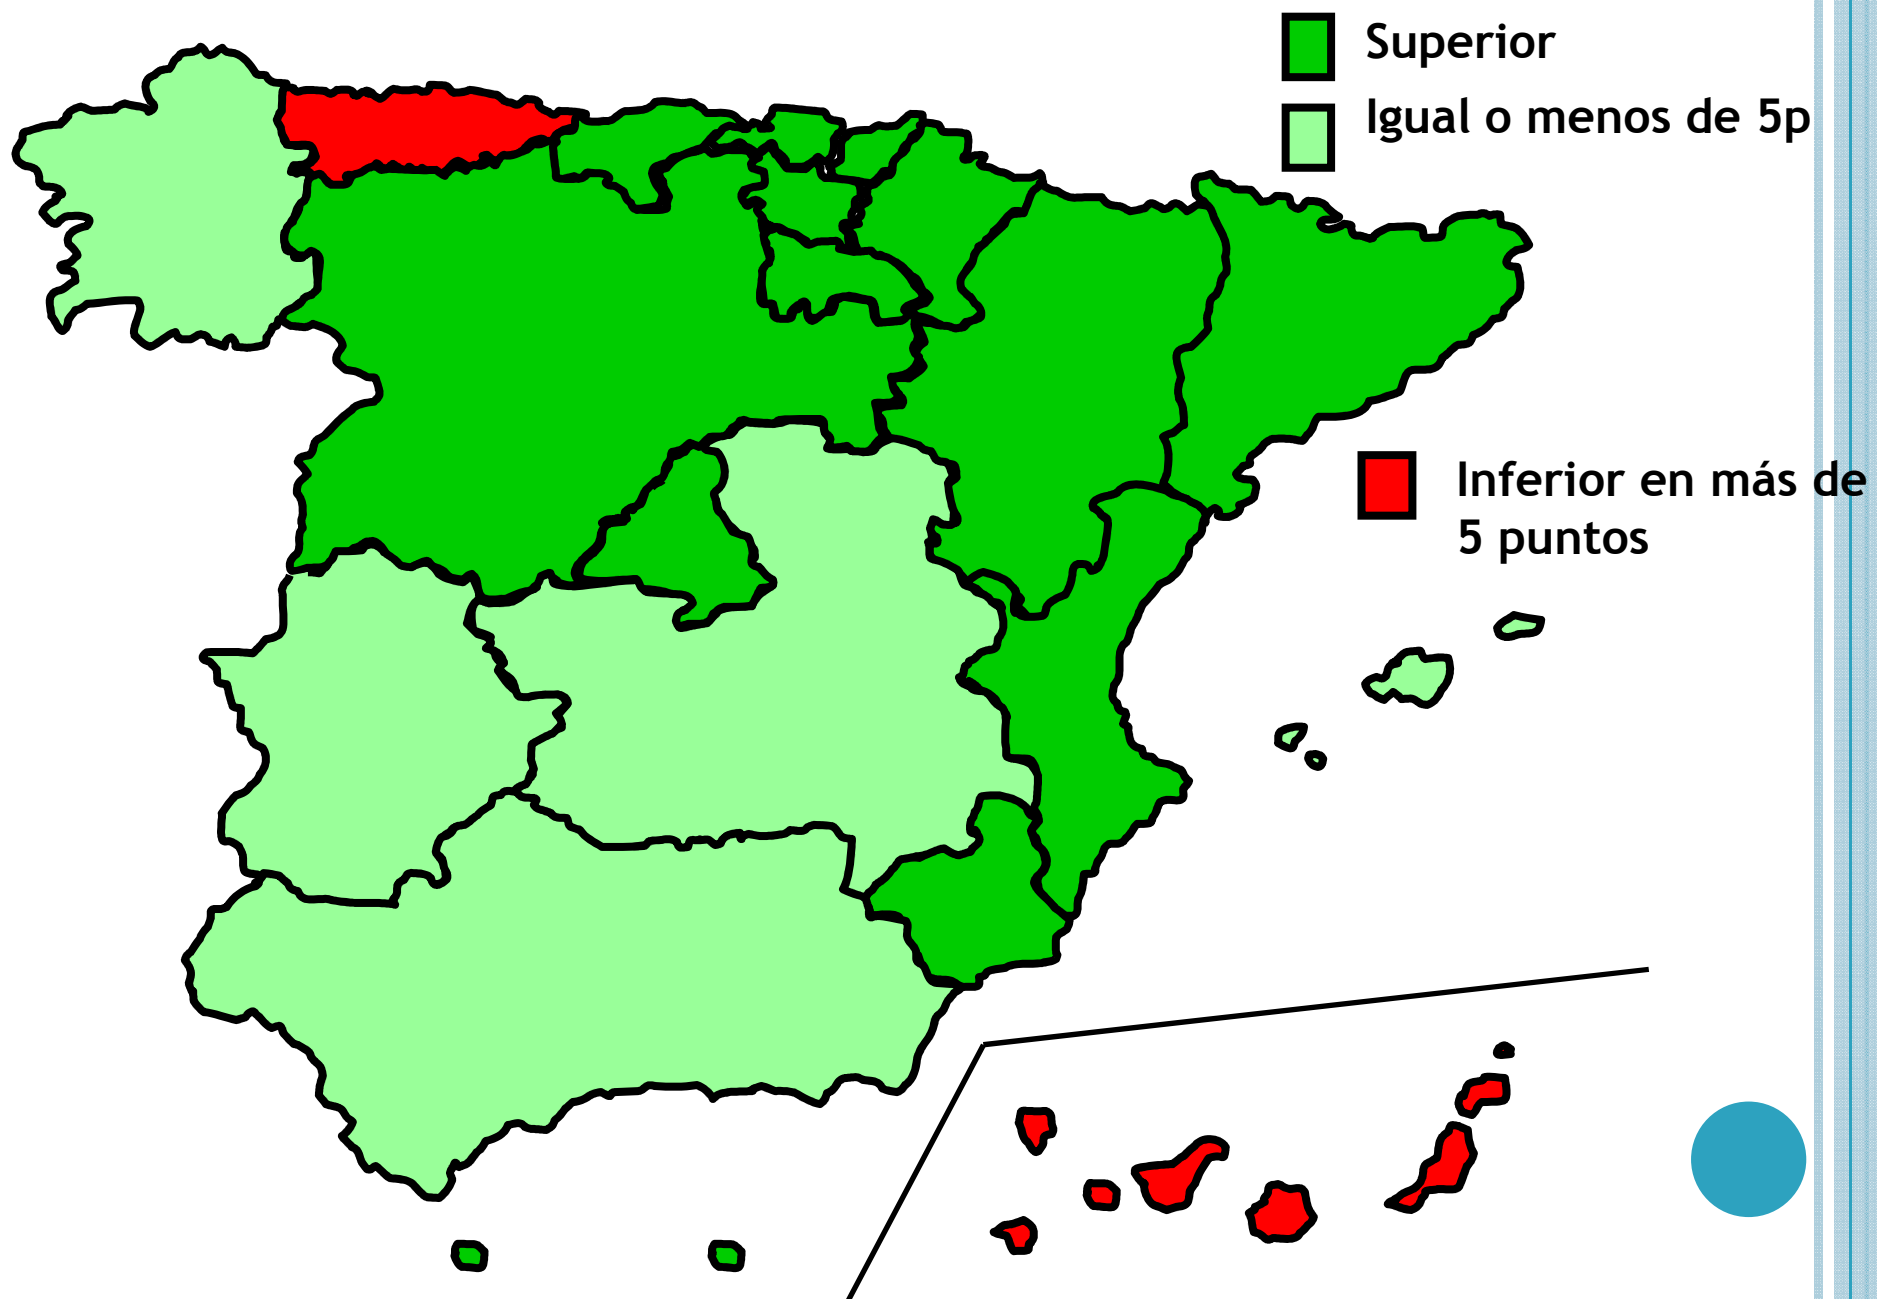 Superior
Igual o menos de 5p
Inferior en más de
5 puntos